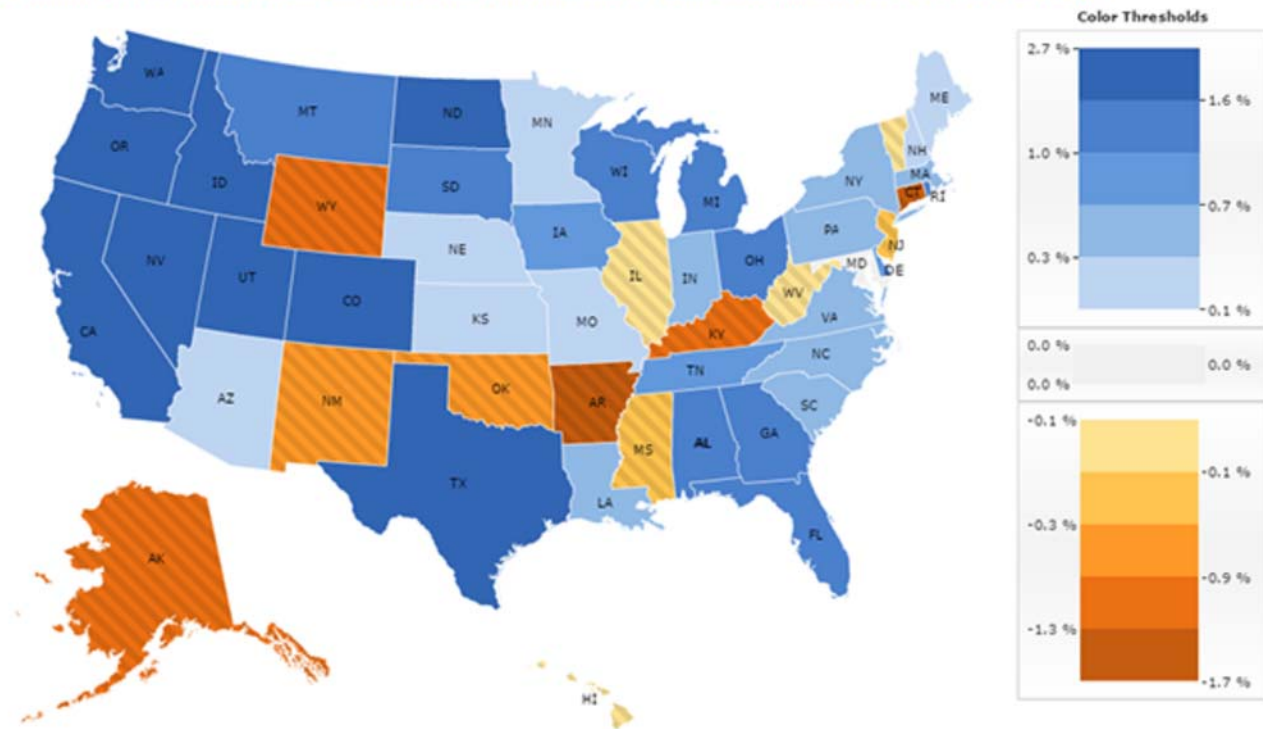 Color Thresholds
2.7 %
1.6 %
1.0 %
0.7 %
0.3 %
0.1 %
0.0 %
0.0 %
0.0 %
-0.1 %
-0.1 %
-0.3 %
-0.9 %
-1.3 %
-1.7 %
WA
MT
ND
MN
ME
OR
ID
SD
WI
MI
NY
NH
MA
CT
RI
WY
NE
IA
PA
NJ
NV
UT
CO
IL
IN
OH
MD
DE
WV
CA
KS
MO
KY
VA
AZ
NM
OK
AR
TN
NC
SC
MS
AL
GA
TX
LA
FL
AK
HI